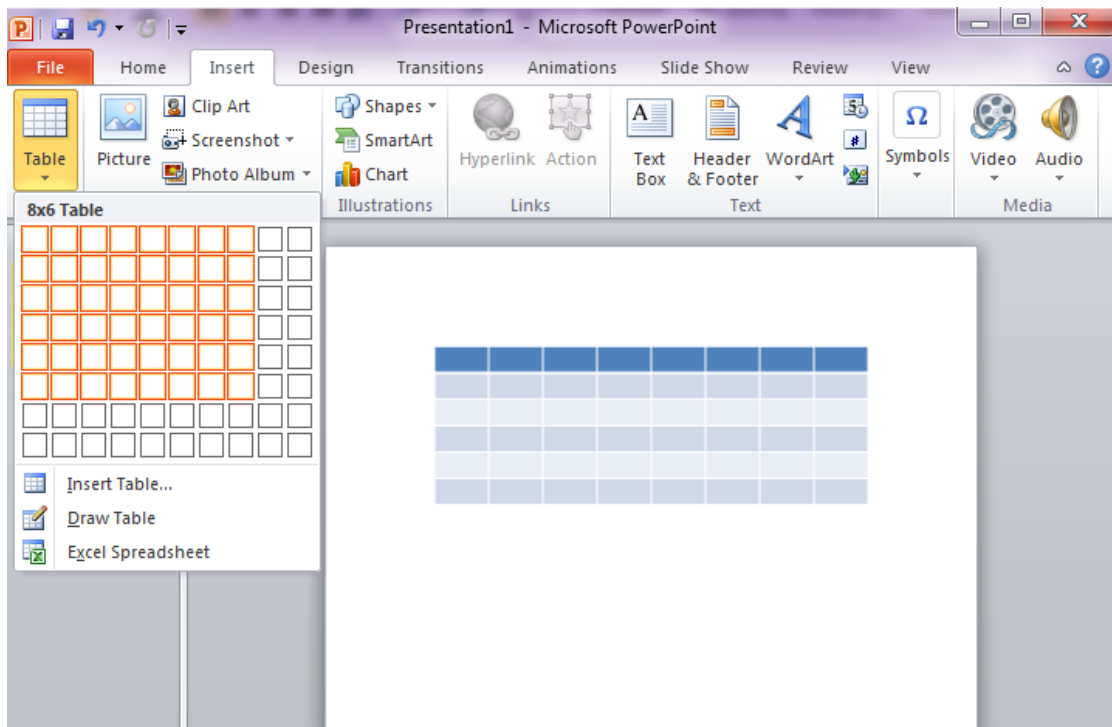 Presentation1 - Microsoft PowerPoint
File Home Insert Design Transitions Animations Slide Show Review View
Table
Picture
Clip Art
Screenshot
Photo Album
Shapes
SmartArt
Chart
Illustrations
Hyperlink Action
Links
Text Box
Header & Footer
WordArt
Text
Symbols
Video Audio
Media
8x6 Table
Insert Table...
Draw Table
Excel Spreadsheet